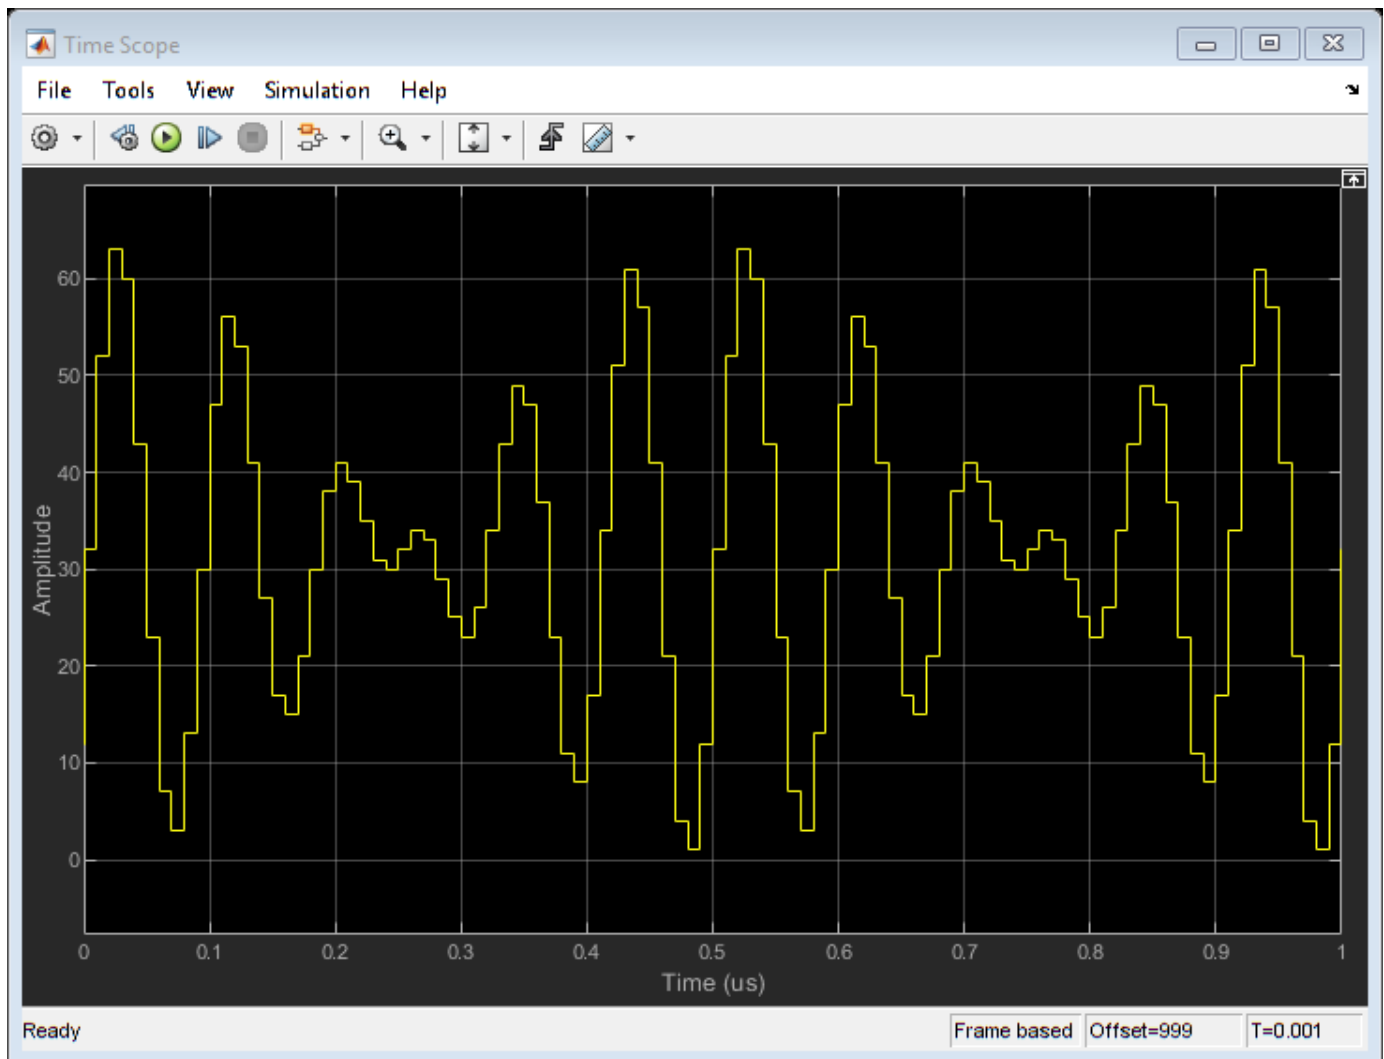 Time Scope
File Tools View Simulation Help
60
50
40
30
20
10
0
Amplitude
0 0.1 0.2 0.3 0.4 0.5 0.6 0.7 0.8 0.9 1
Time (us)
Ready Frame based Offset=999 T=0.001